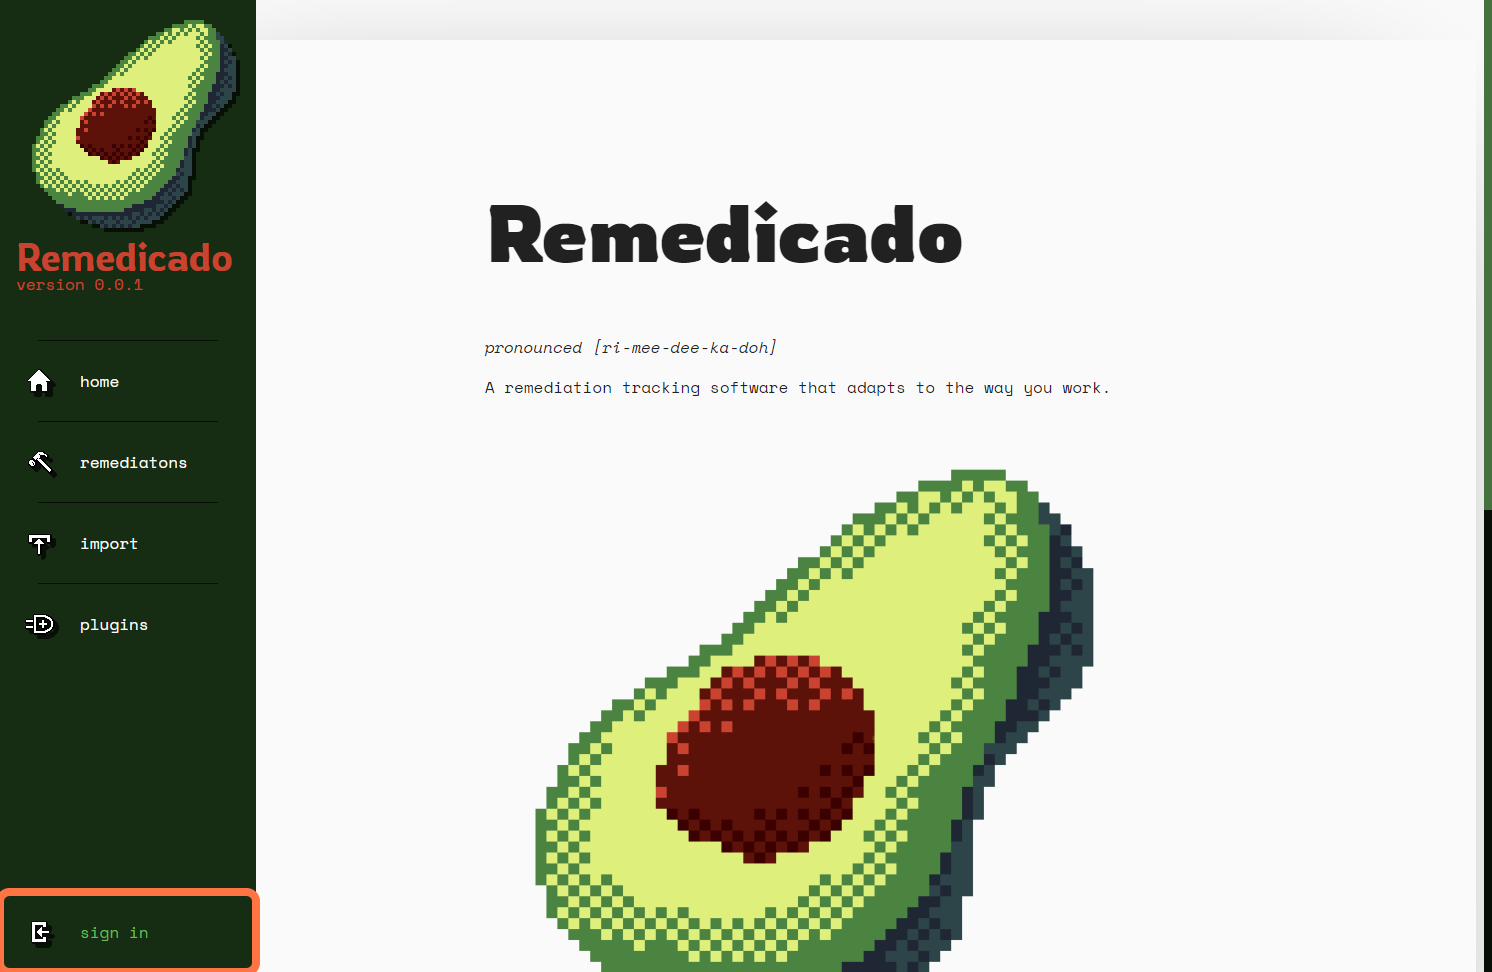 Remedicado
version 0.0.1
home
remediatons
import
plugins
sign in
Remedicado
pronounced [ri-mee-dee-ka-doh]
A remediation tracking software that adapts to the way you work.